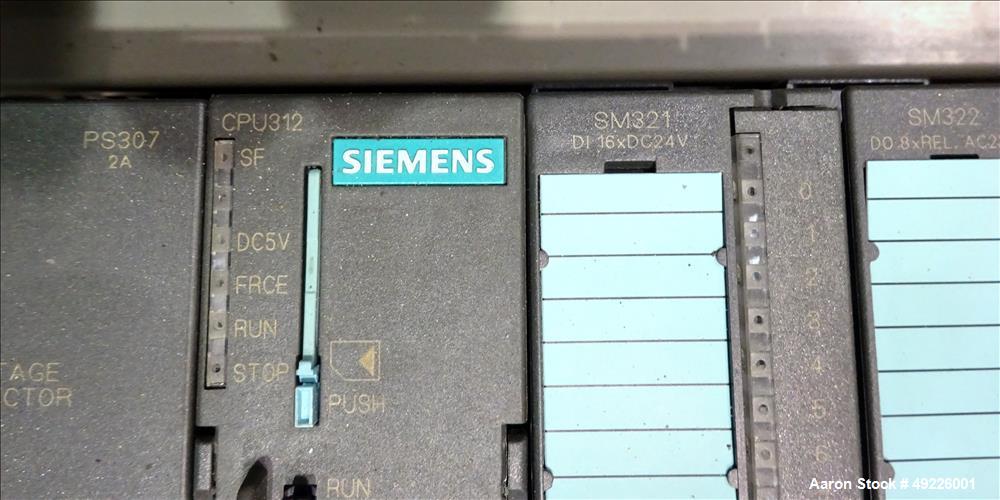 PS307
2A
TAGE
CTOR
CPU312
SF
SIEMENS
DC5V
FRCE
RUN
STOP
PUSH
RUN
SM321
DI 16xDC24V
0
1
2
3
4
5
6
SM322
DO 8xREL. AC2
Aaron Stock # 49226001